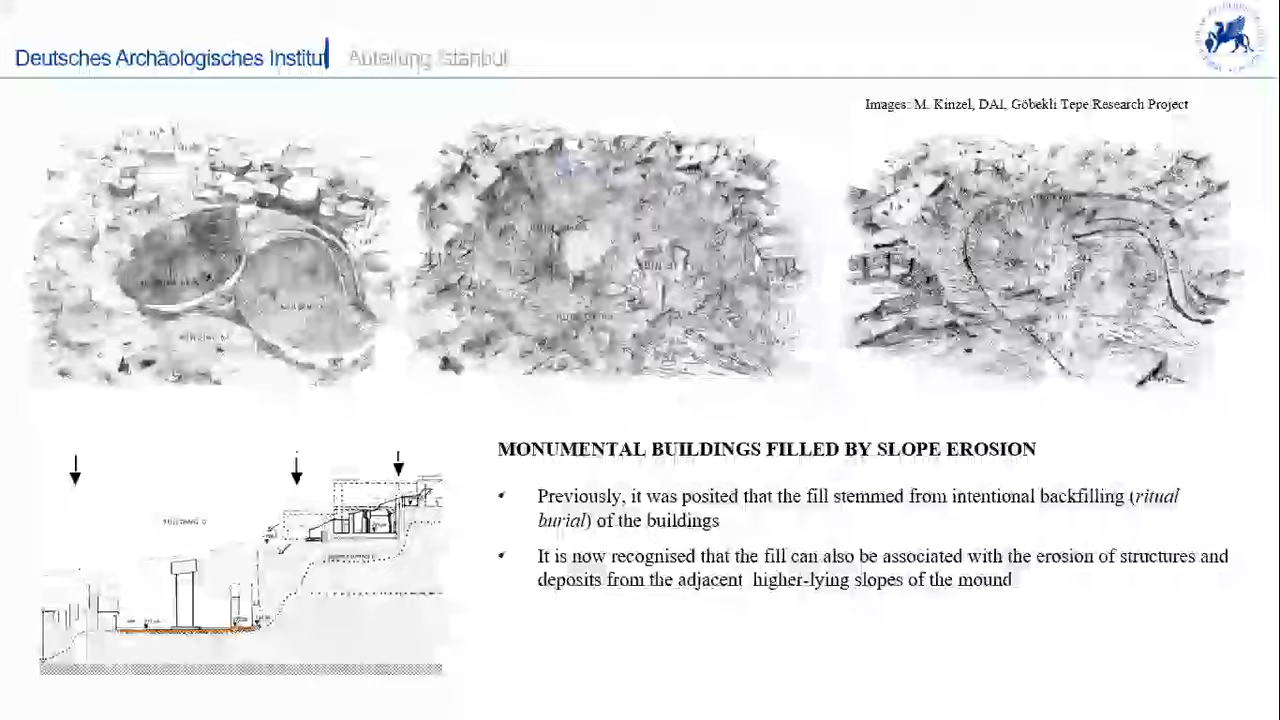 Deutsches Archäologisches Institut Abteilung Istanbul
Images: M. Kinzel, DAI, Göbekli Tepe Research Project
MONUMENTAL BUILDINGS FILLED BY SLOPE EROSION
Previously, it was posited that the fill stemmed from intentional backfilling (ritual
burial) of the buildings
It is now recognised that the fill can also be associated with the erosion of structures and
deposits from the adjacent higher-lying slopes of the mound